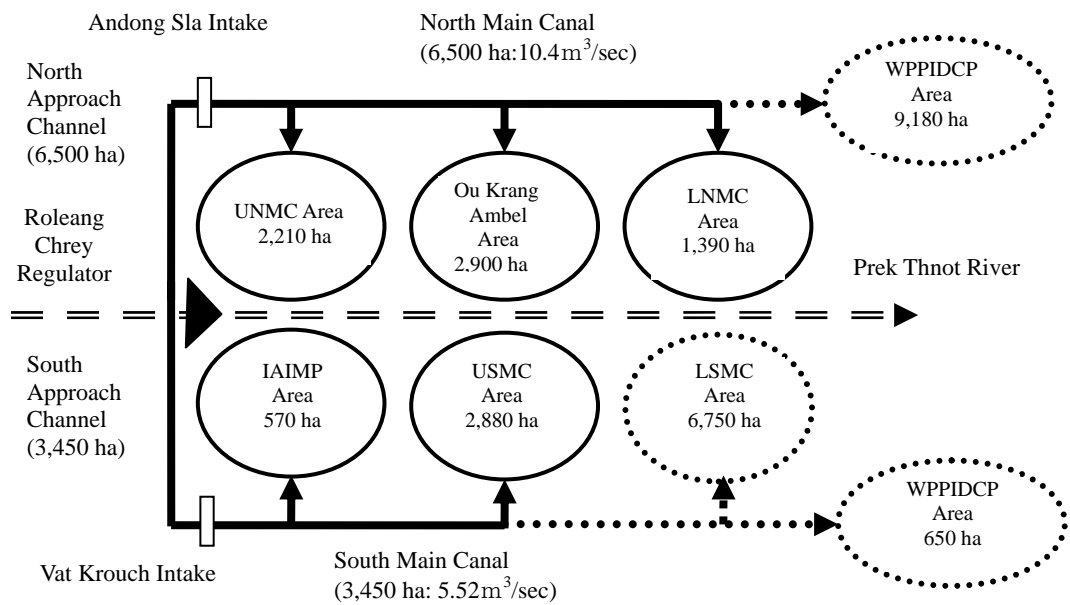 Andong Sla Intake
North Main Canal
(6,500 ha:10.4m³/sec)
North
Approach
Channel
(6,500 ha)
WPPIDCP
Area
9,180 ha
UNMC Area
2,210 ha
Ou Krang
Ambel
Area
2,900 ha
LNMC
Area
1,390 ha
Roleang
Chrey
Regulator
Prek Thnot River
South
Approach
Channel
(3,450 ha)
IAIMP
Area
570 ha
USMC
Area
2,880 ha
LSMC
Area
6,750 ha
WPPIDCP
Area
650 ha
Vat Krouch Intake
South Main Canal
(3,450 ha: 5.52m³/sec)